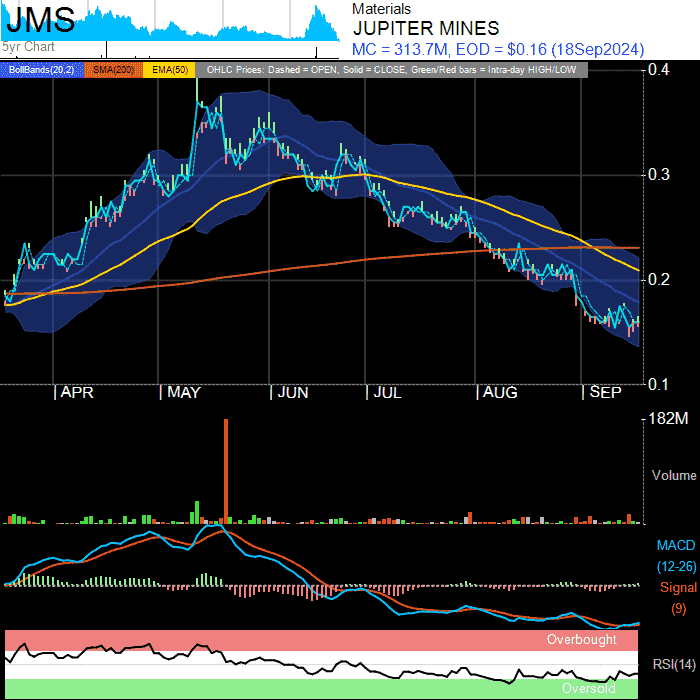 JMS
5yr Chart
Materials
JUPITER MINES
MC = 313.7M, EOD = $0.16 (18Sep2024)
BollBands(20,2) SMA(200) EMA(50) OHLC Prices: Dashed = OPEN, Solid = CLOSE, Green/Red bars = Intra-day HIGH/LOW
0.4
0.3
0.2
0.1
APR MAY JUN JUL AUG SEP
182M
Volume
MACD
(12-26)
Signal
(9)
Overbought
RSI(14)
Oversold